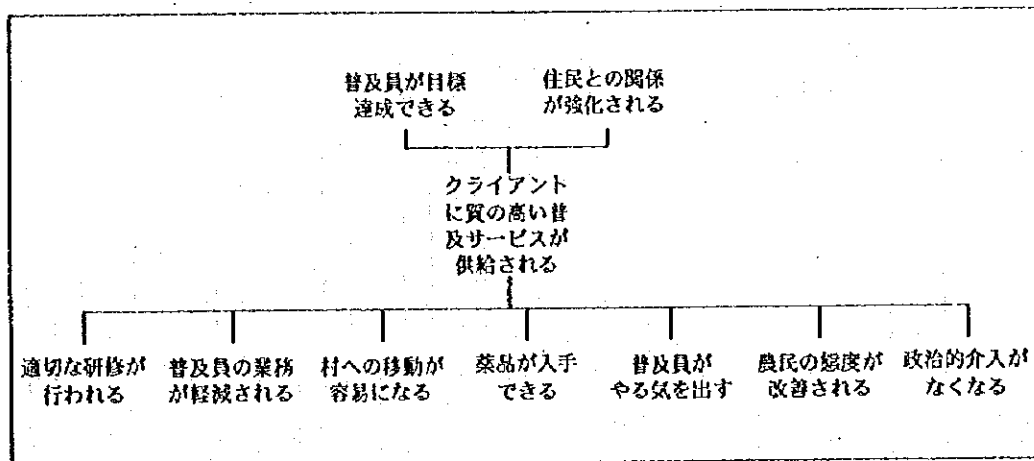 普及員が目標
達成できる
住民との関係
が強化される
クライアント
に質の高い普
及サービスが
供給される
適切な研修が
行われる
普及員の業務
が軽減される
村への移動が
容易になる
薬品が入手
できる
普及員が
やる気を出す
農民の態度が
改善される
政治的介入が
なくなる